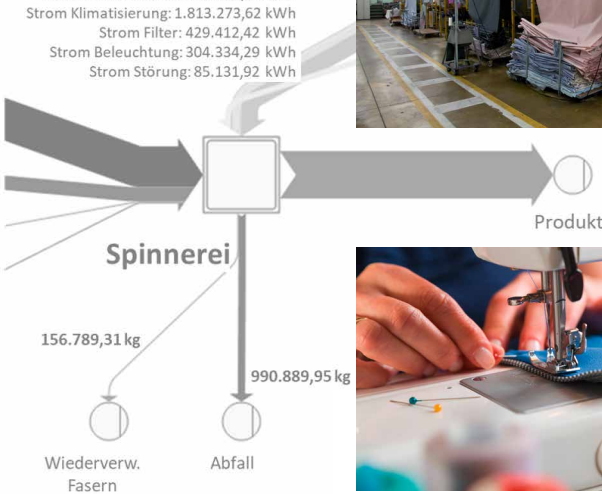 Strom Klimatisierung: 1.813.273,62 kWh
Strom Filter: 429.412,42 kWh
Strom Beleuchtung: 304.334,29 kWh
Strom Störung: 85.131,92 kWh
Produkt
Spinnerei
156.789,31 kg
990.889,95 kg
Wiederverw.
Fasern
Abfall